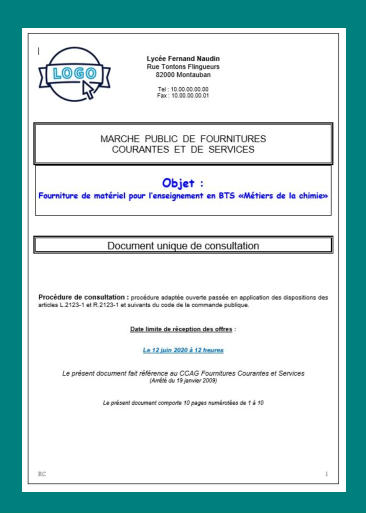 LOGO
Lycée Fernand Naudin
Rue Tontons Flingueurs
82000 Montauban
Tel : 10.00.00.00.00
Fax : 10.00.00.00.01
MARCHE PUBLIC DE FOURNITURES
COURANTES ET DE SERVICES
Objet :
Fourniture de matériel pour l'enseignement en BTS «Métiers de la chimie»
Document unique de consultation
Procédure de consultation : procédure adaptée ouverte passée en application des dispositions des
articles L.2123-1 et R.2123-1 et suivants du code de la commande publique.
Date limite de réception des offres :
Le 12 juin 2020 à 12 heures
Le présent document fait référence au CCAG Fournitures Courantes et Services
(Arrêté du 19 janvier 2009)
Le présent document comporte 10 pages numérotées de 1 à 10
RC 1